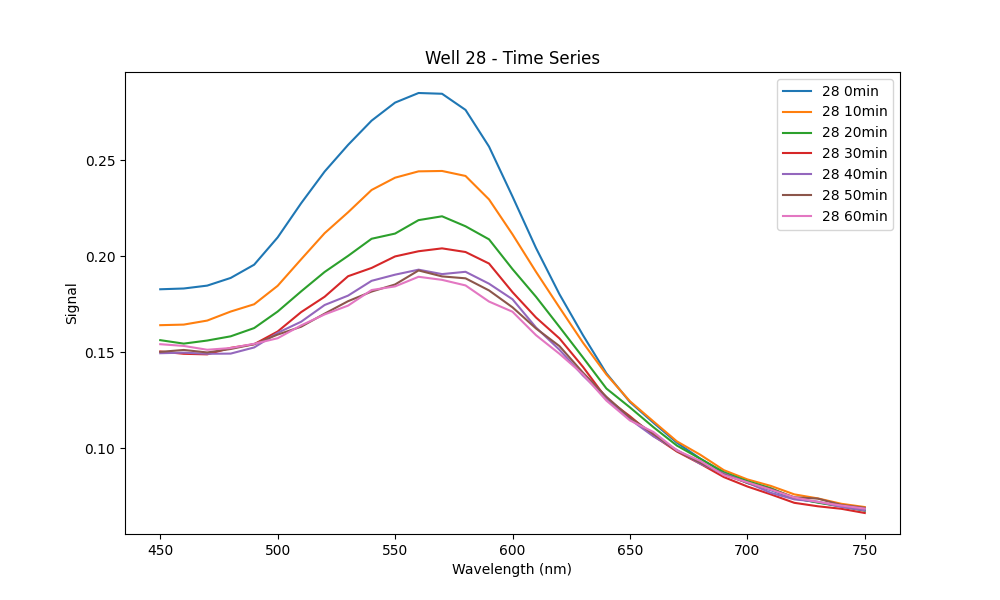 Well 28 - Time Series
28 0min
28 10min
28 20min
28 30min
28 40min
28 50min
28 60min
Signal
0.25
0.20
0.15
0.10
450 500 550 600 650 700 750
Wavelength (nm)